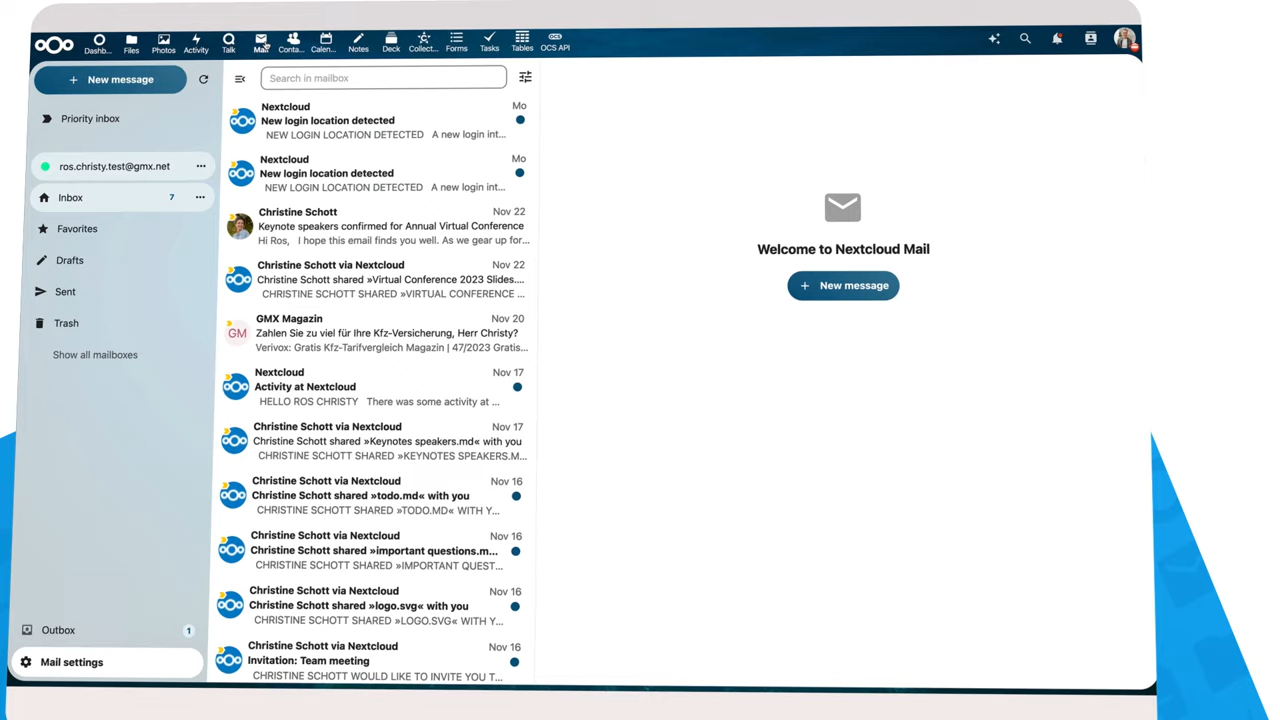 Dashb...
Files
Photos
Activity
Talk
Mail
Conta...
Calen...
Notes
Deck
Collect...
Forms
Tasks
Tables
OCS API
+ New message
Search in mailbox
Priority inbox
ros.christy.test@gmx.net
Inbox 7
Favorites
Drafts
Sent
Trash
Show all mailboxes
Outbox 1
Mail settings
Nextcloud Mo
New login location detected
NEW LOGIN LOCATION DETECTED A new login int...
Nextcloud Mo
New login location detected
NEW LOGIN LOCATION DETECTED A new login int...
Christine Schott Nov 22
Keynote speakers confirmed for Annual Virtual Conference
Hi Ros, I hope this email finds you well. As we gear up for...
Christine Schott via Nextcloud Nov 22
Christine Schott shared »Virtual Conference 2023 Slides....
CHRISTINE SCHOTT SHARED »VIRTUAL CONFERENCE ...
GM
GMX Magazin Nov 20
Zahlen Sie zu viel für Ihre Kfz-Versicherung, Herr Christy?
Verivox: Gratis Kfz-Tarifvergleich Magazin | 47/2023 Gratis...
Nextcloud Nov 17
Activity at Nextcloud
HELLO ROS CHRISTY There was some activity at ...
Christine Schott via Nextcloud Nov 17
Christine Schott shared »Keynotes speakers.md« with you
CHRISTINE SCHOTT SHARED »KEYNOTES SPEAKERS.M...
Christine Schott via Nextcloud Nov 16
Christine Schott shared »todo.md« with you
CHRISTINE SCHOTT SHARED »TODO.MD« WITH Y...
Christine Schott via Nextcloud Nov 16
Christine Schott shared »important questions.m...
CHRISTINE SCHOTT SHARED »IMPORTANT QUEST...
Christine Schott via Nextcloud Nov 16
Christine Schott shared »logo.svg« with you
CHRISTINE SCHOTT SHARED »LOGO.SVG« WITH Y...
Christine Schott via Nextcloud Nov 16
Invitation: Team meeting
CHRISTINE SCHOTT WOULD LIKE TO INVITE YOU T...
Welcome to Nextcloud Mail
+ New message